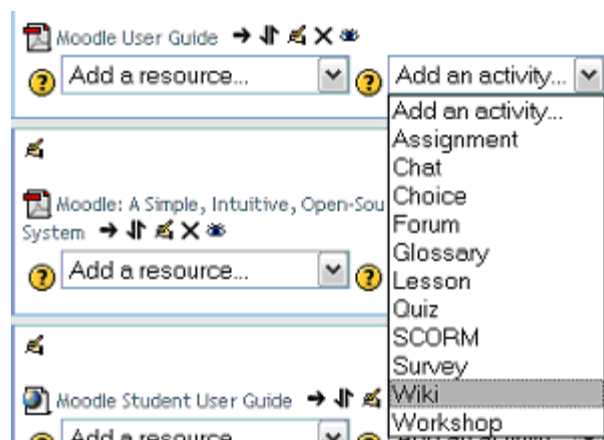 Moodle User Guide
Add a resource...
Add an activity...
Add an activity...
Assignment
Chat
Choice
Forum
Glossary
Lesson
Quiz
SCORM
Survey
Wiki
Workshop
Moodle: A Simple, Intuitive, Open-Sou
System
Add a resource...
Moodle Student User Guide
Add a resource